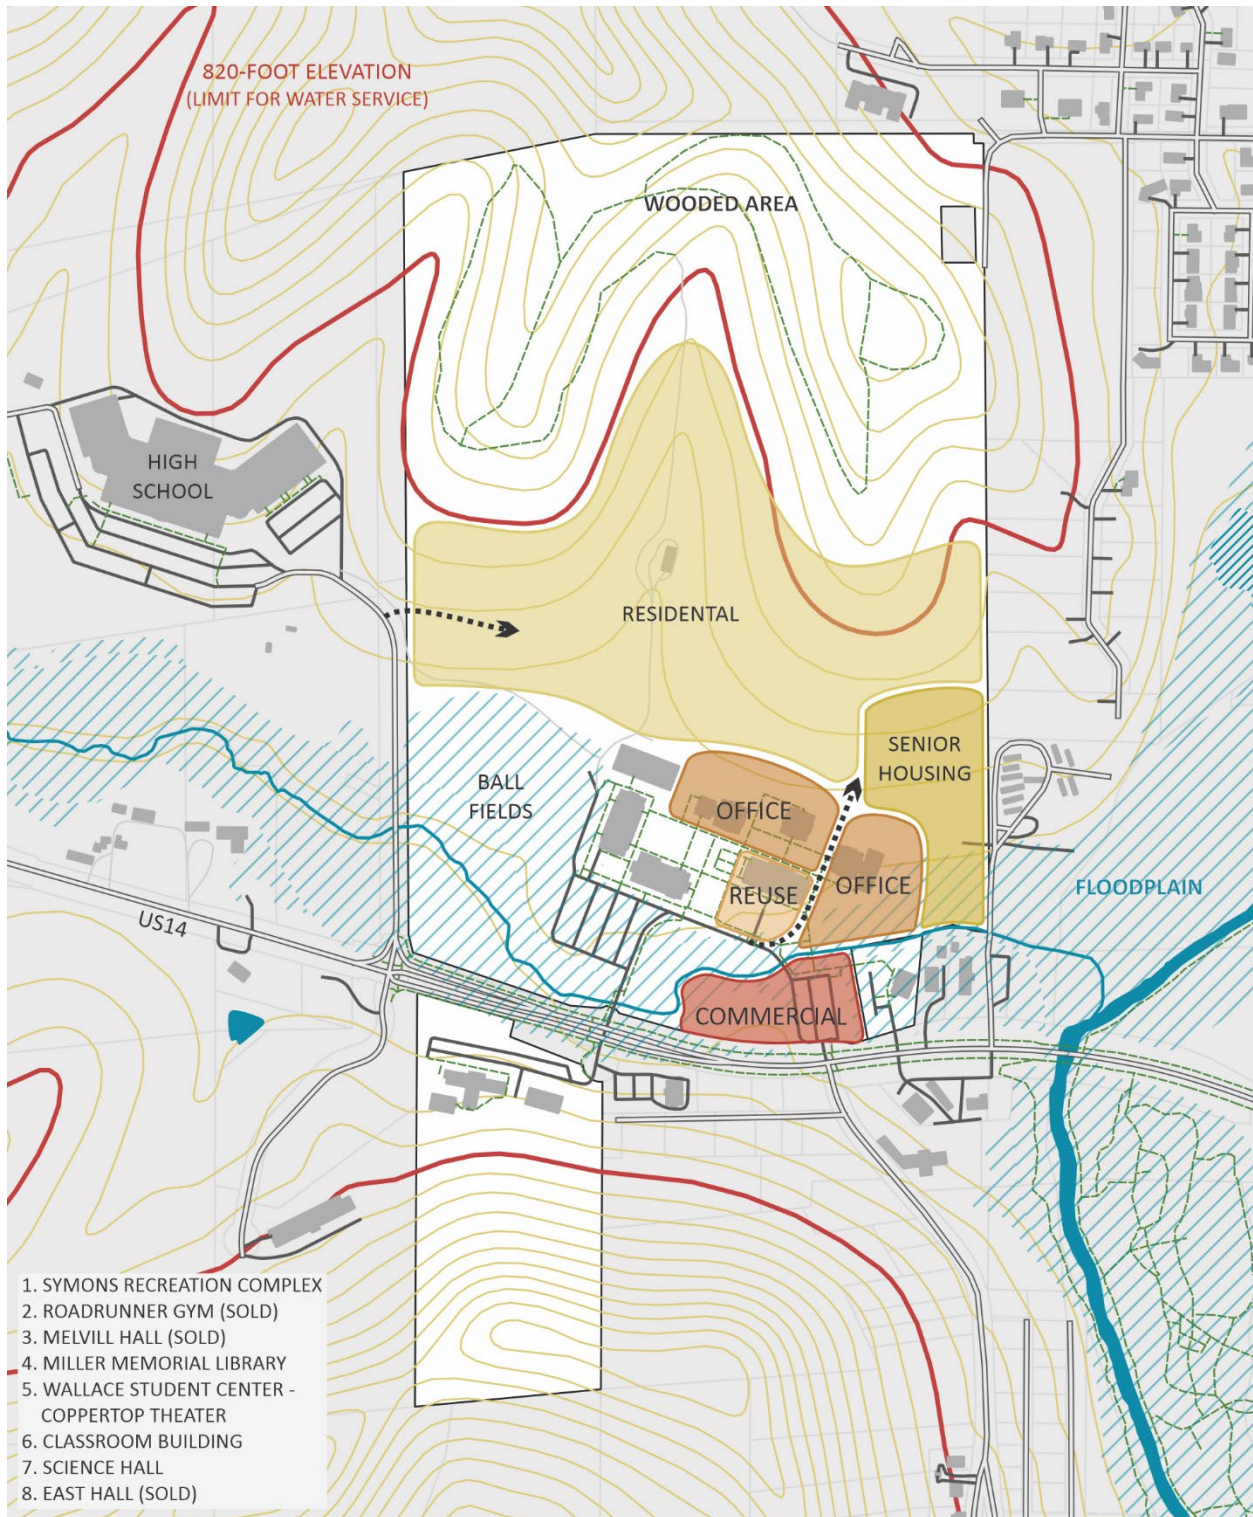 820-FOOT ELEVATION
(LIMIT FOR WATER SERVICE)
WOODED AREA
HIGH
SCHOOL
RESIDENTAL
SENIOR
HOUSING
BALL
FIELDS
OFFICE
REUSE
OFFICE
FLOODPLAIN
US14
COMMERCIAL
1. SYMONS RECREATION COMPLEX
2. ROADRUNNER GYM (SOLD)
3. MELVILL HALL (SOLD)
4. MILLER MEMORIAL LIBRARY
5. WALLACE STUDENT CENTER -
COPPERTOP THEATER
6. CLASSROOM BUILDING
7. SCIENCE HALL
8. EAST HALL (SOLD)